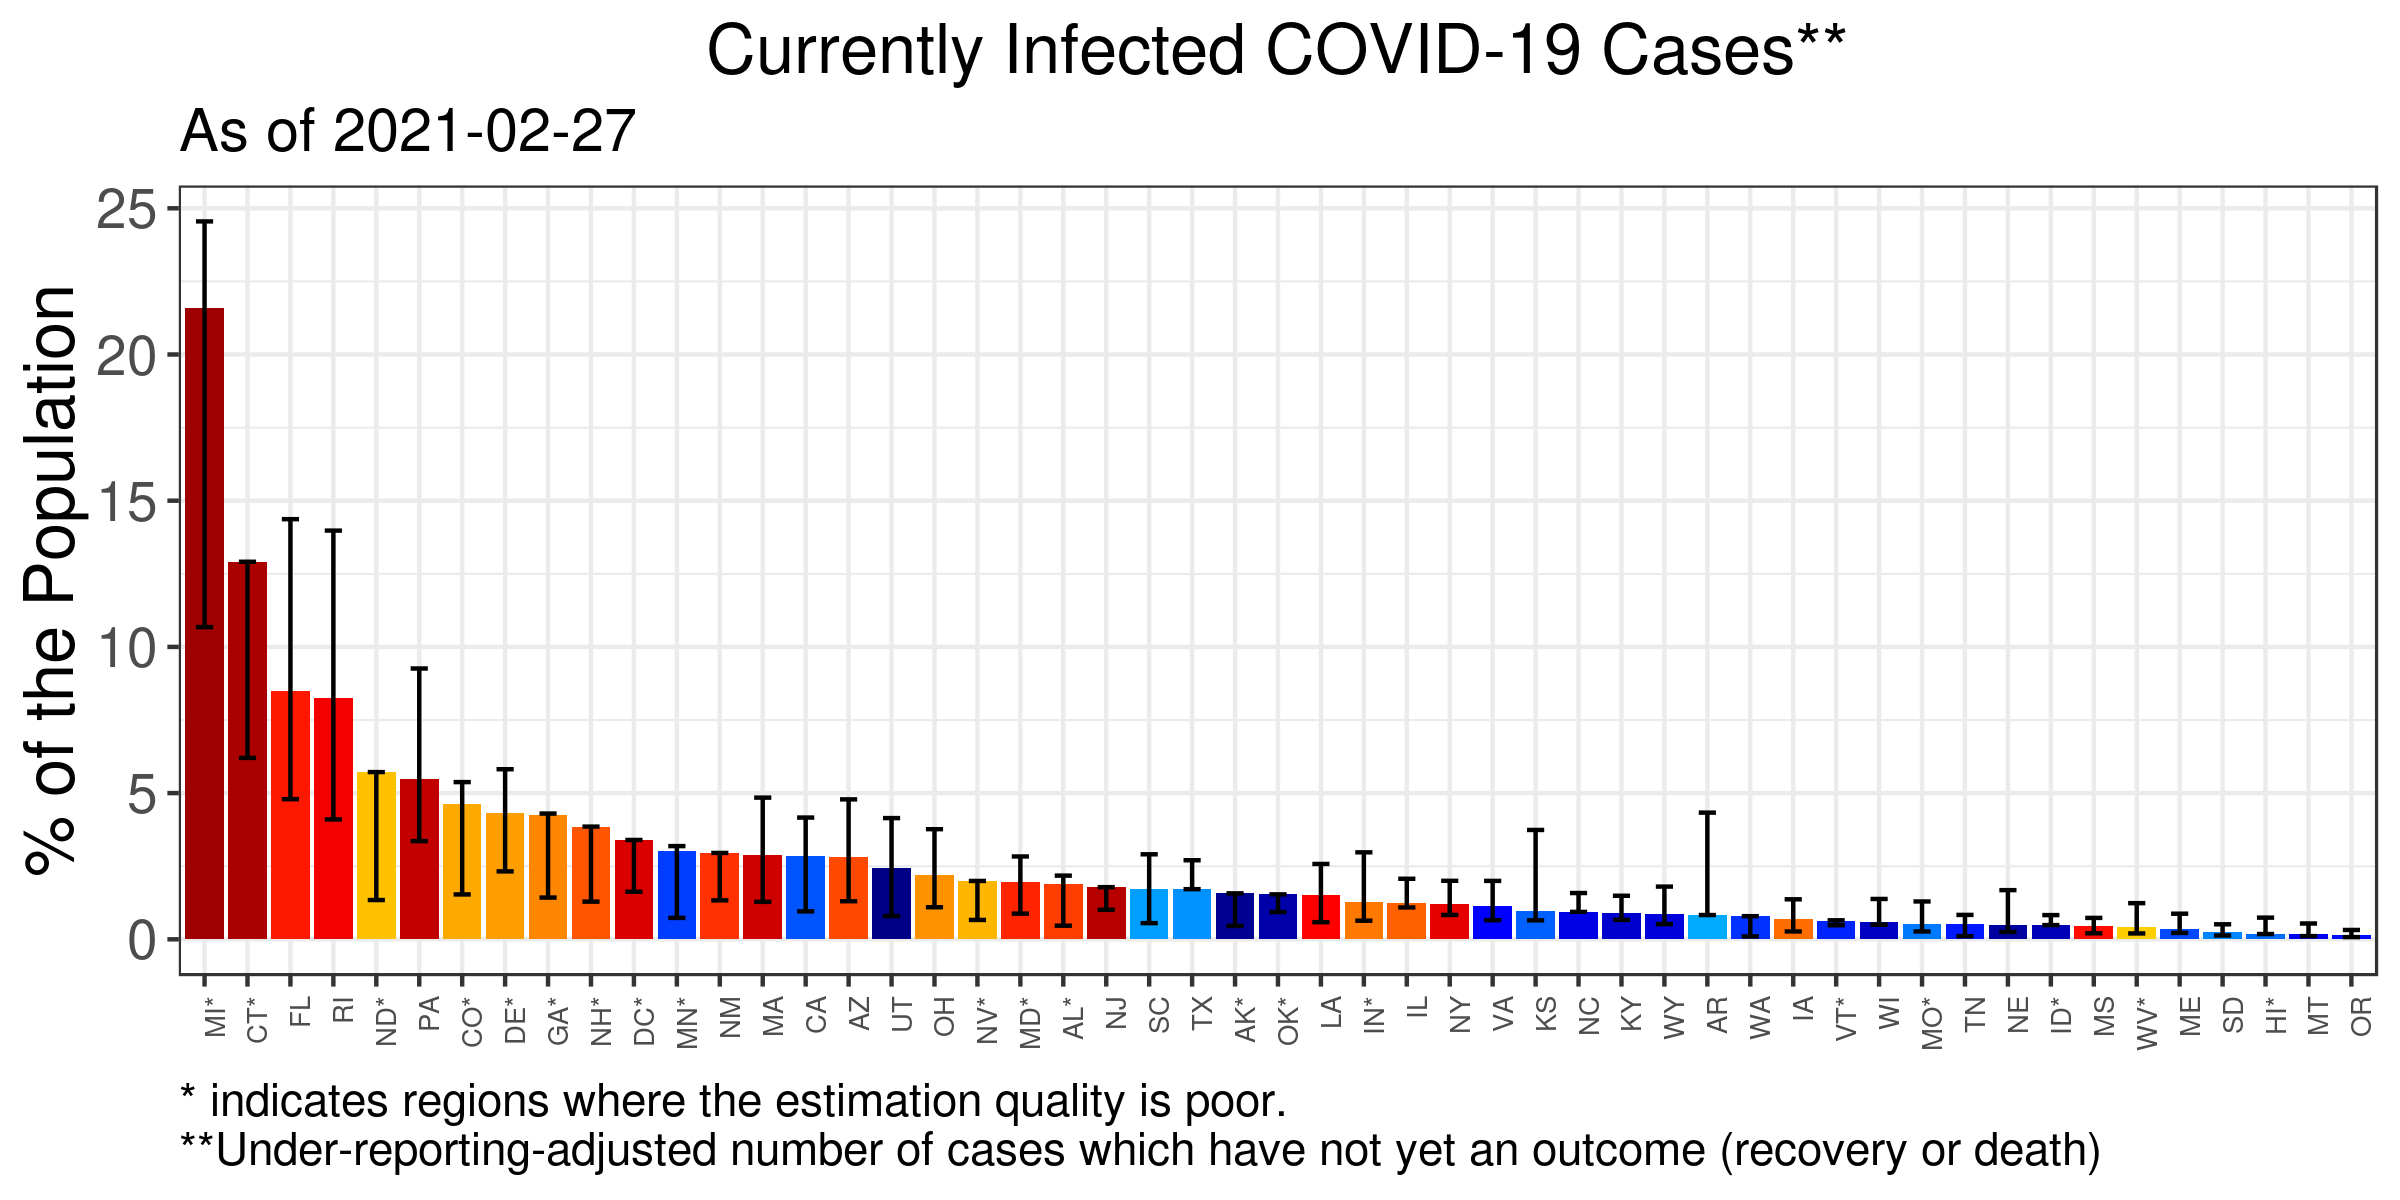 Currently Infected COVID-19 Cases**
As of 2021-02-27
% of the Population
25
20
15
10
5
0
MI* CT* FL RI ND* PA CO* DE* GA* NH* DC* MN* NM MA CA AZ UT OH NV* MD* AL* NJ SC TX AK* OK* LA IN* IL NY VA KS NC KY WY AR WA IA VT* WI MO* TN NE ID* MS WV* ME SD HI* MT OR
* indicates regions where the estimation quality is poor.
**Under-reporting-adjusted number of cases which have not yet an outcome (recovery or death)